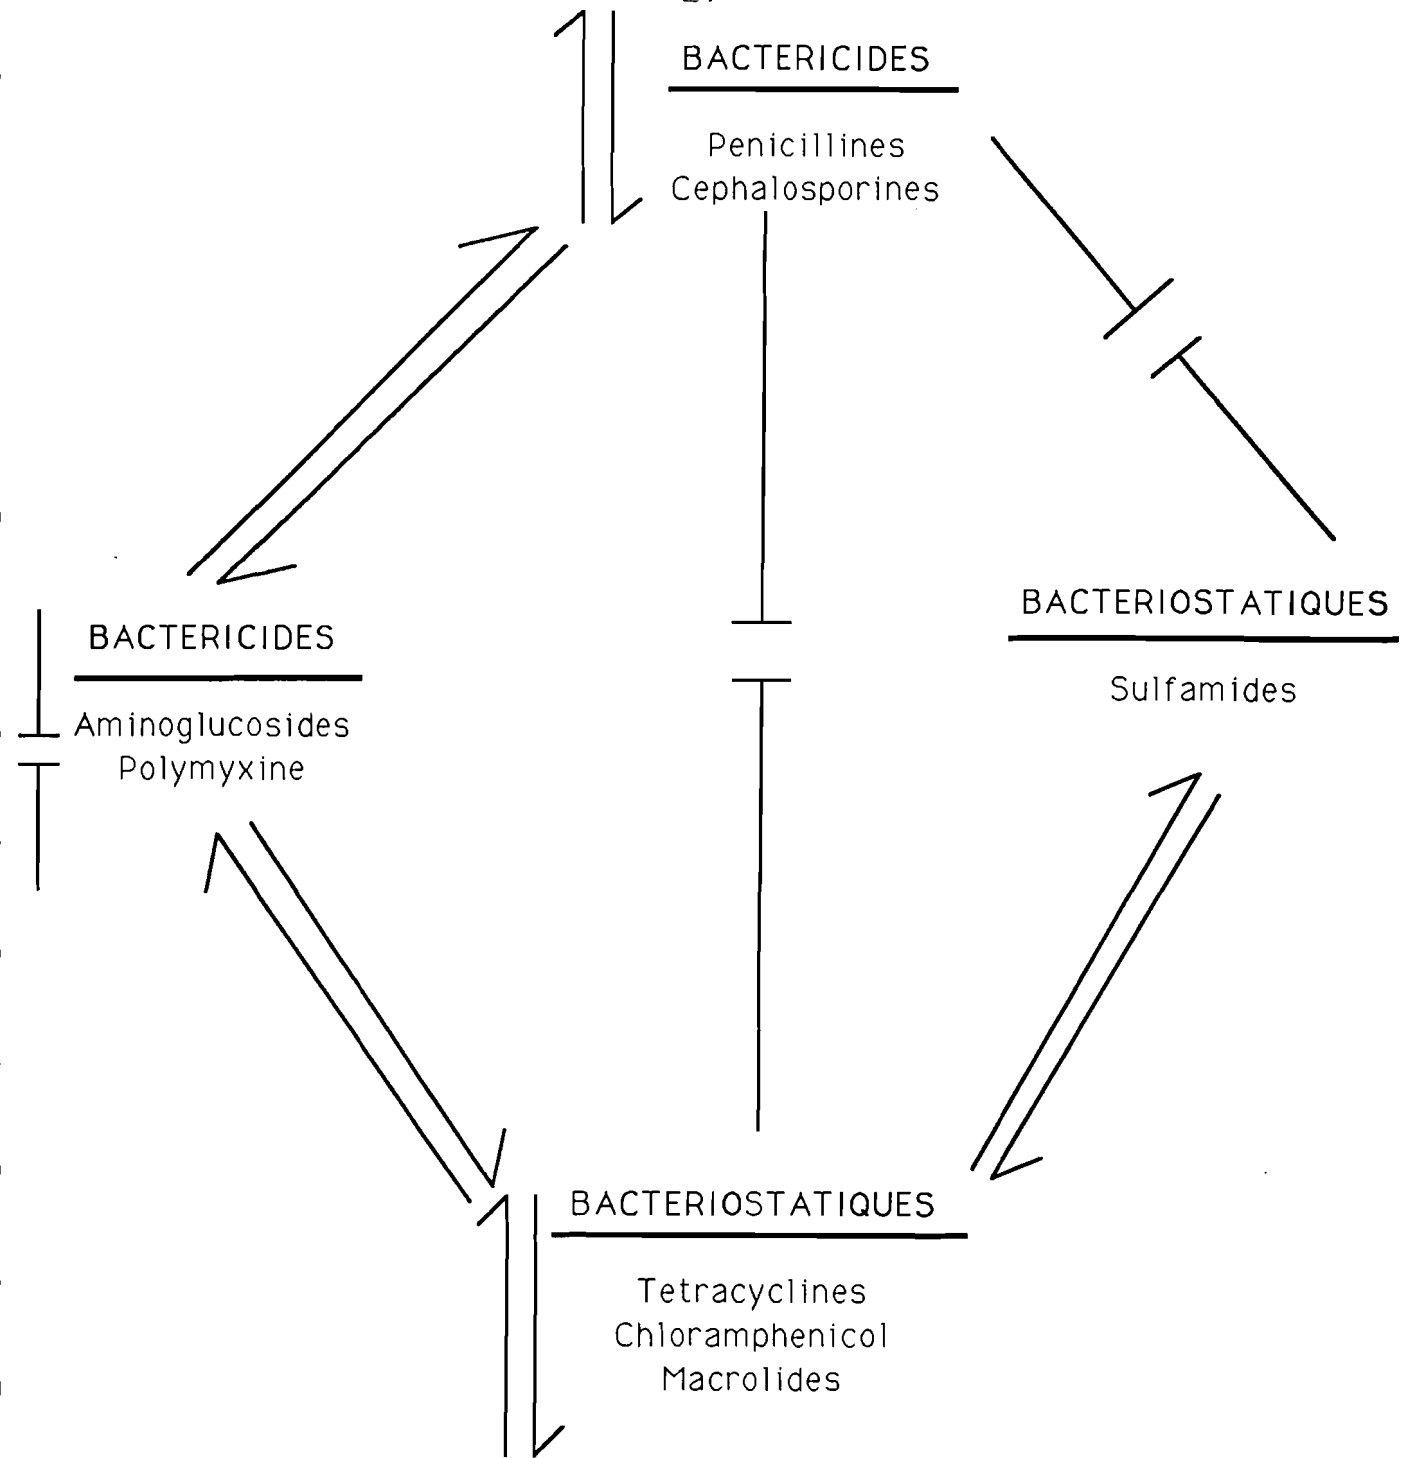 BACTERICIDES
Penicillines
Cephalosporines
BACTERIOSTATIQUES
Sulfamides
BACTERICIDES
Aminoglucosides
Polymyxine
BACTERIOSTATIQUES
Tetracyclines
Chloramphenicol
Macrolides